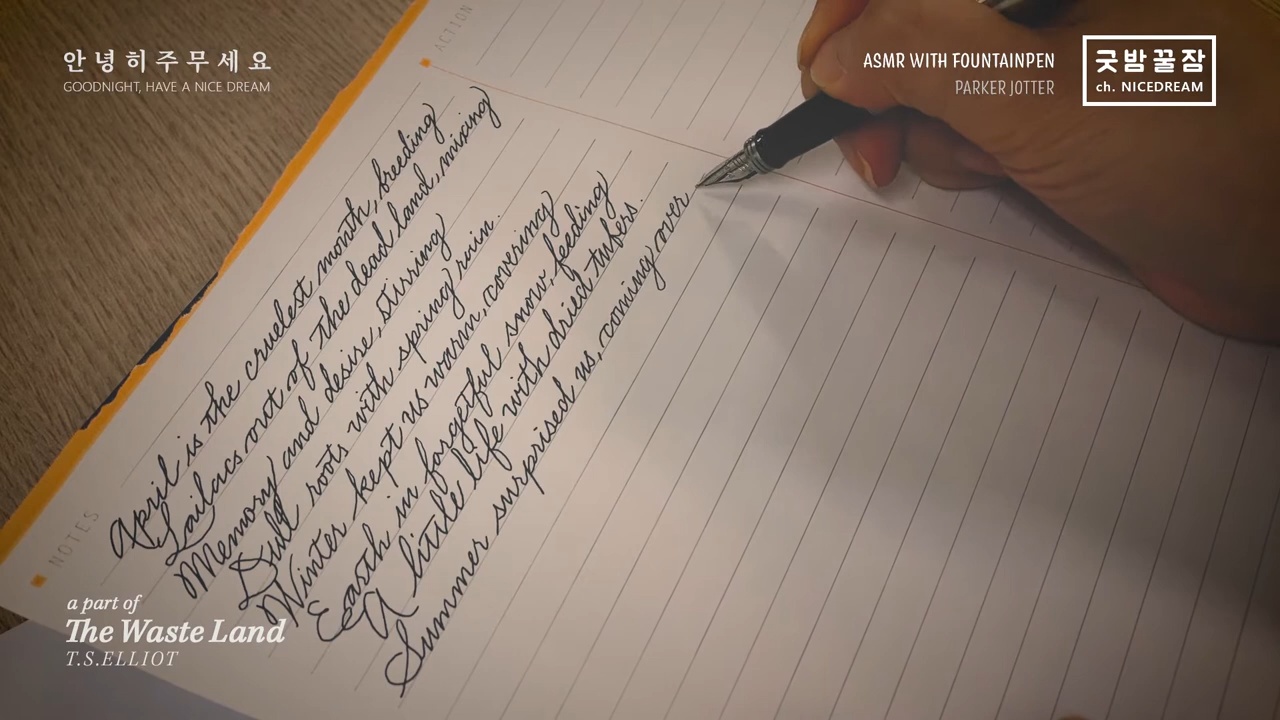 안녕히주무세요
GOODNIGHT, HAVE A NICE DREAM
ASMR WITH FOUNTAINPEN
PARKER JOTTER
굿밤꿀잠
ch. NICEDREAM
ACTION
NOTES
April is the cruelest month, breeding
Lailacs out of the dead land, mixing
Memory and desire, stirring
Dull roots with spring ruin.
Winter kept us warm, covering
Earth in forgetful snow, feeding
A little life with dried tubers.
Summer surprised us, coming over
a part of
The Waste Land
T.S.ELLIOT